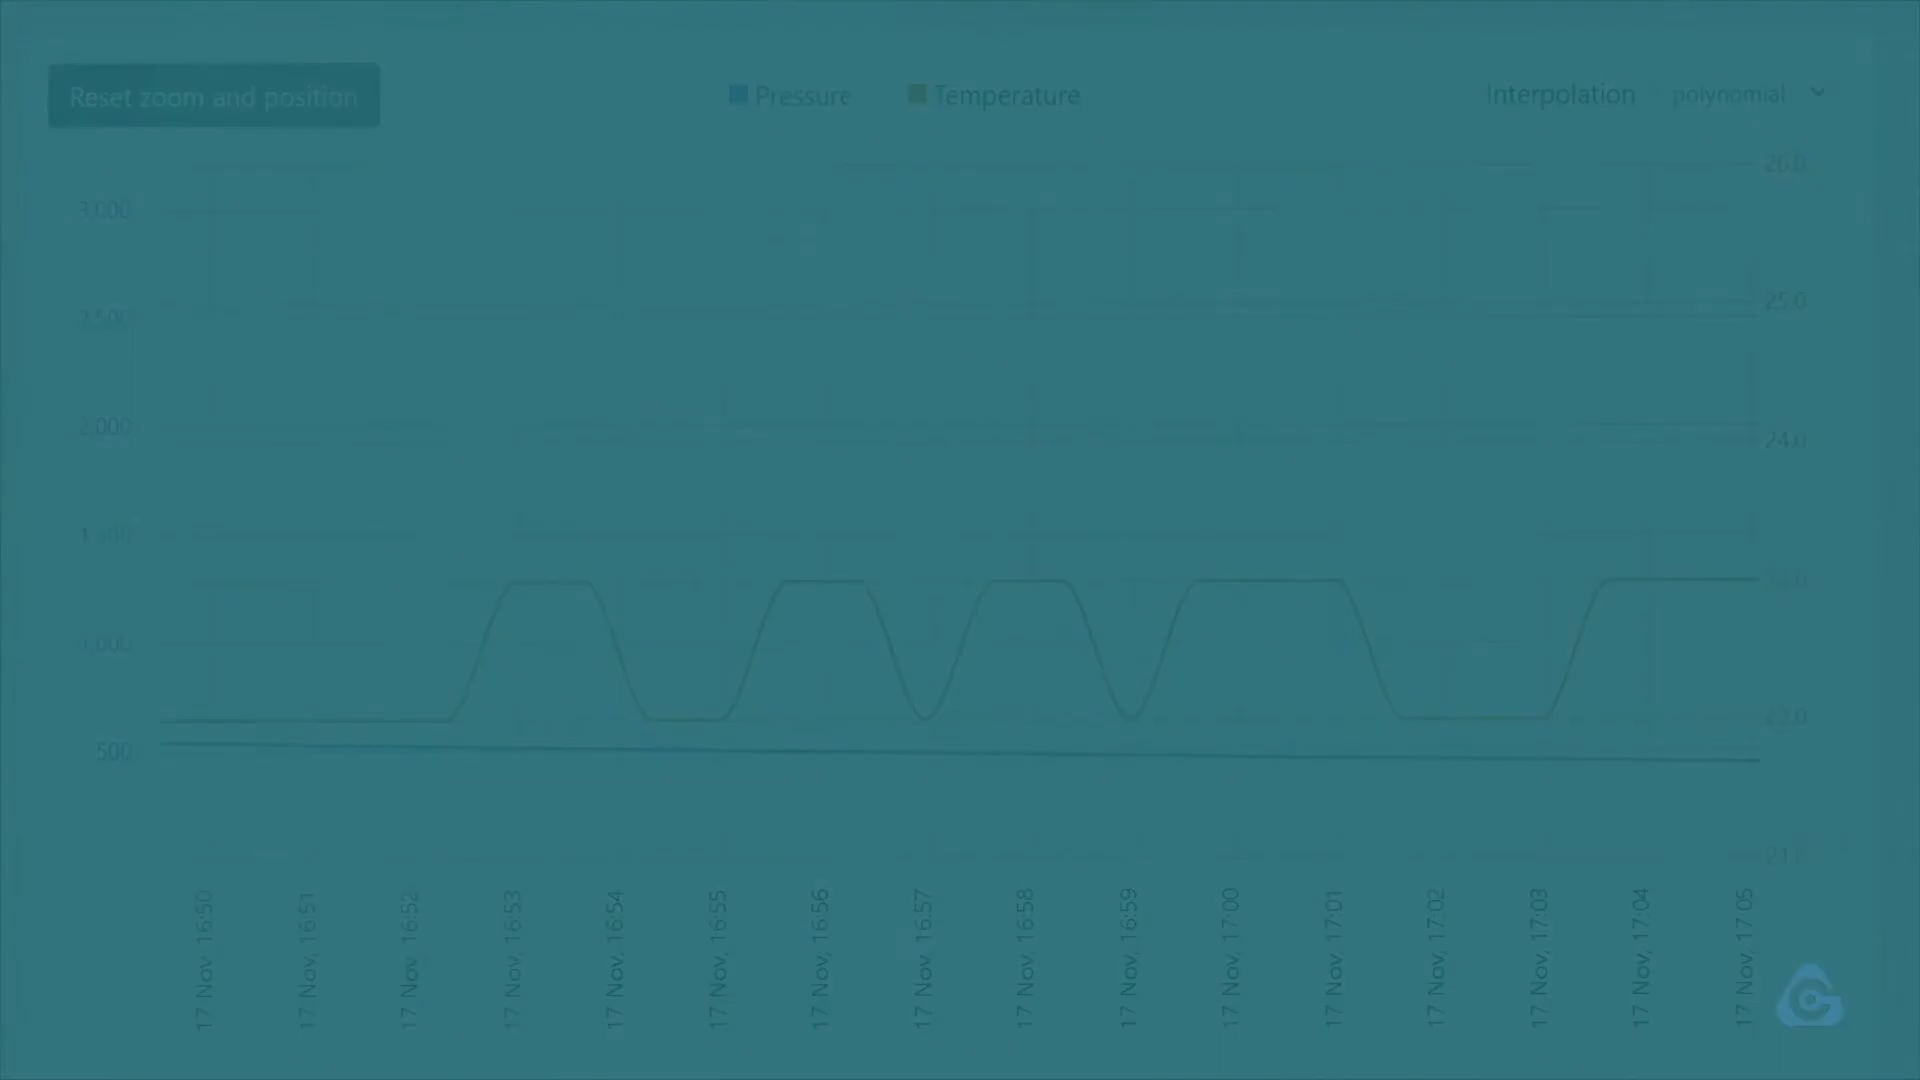 Reset zoom and position
Pressure
Temperature
Interpolation
polynomial
3,000
2,500
2,000
1,500
1,000
500
26.0
25.0
24.0
23.0
22.0
21.0
17 Nov, 16:50
17 Nov, 16:51
17 Nov, 16:52
17 Nov, 16:53
17 Nov, 16:54
17 Nov, 16:55
17 Nov, 16:56
17 Nov, 16:57
17 Nov, 16:58
17 Nov, 16:59
17 Nov, 17:00
17 Nov, 17:01
17 Nov, 17:02
17 Nov, 17:03
17 Nov, 17:04
17 Nov, 17:05